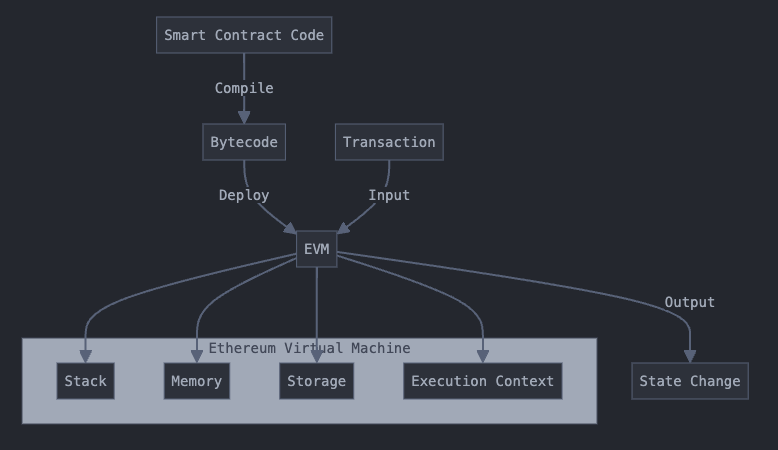 Smart Contract Code
Compile
Bytecode
Transaction
Deploy
Input
EVM
Output
Ethereum Virtual Machine
Stack
Memory
Storage
Execution Context
State Change